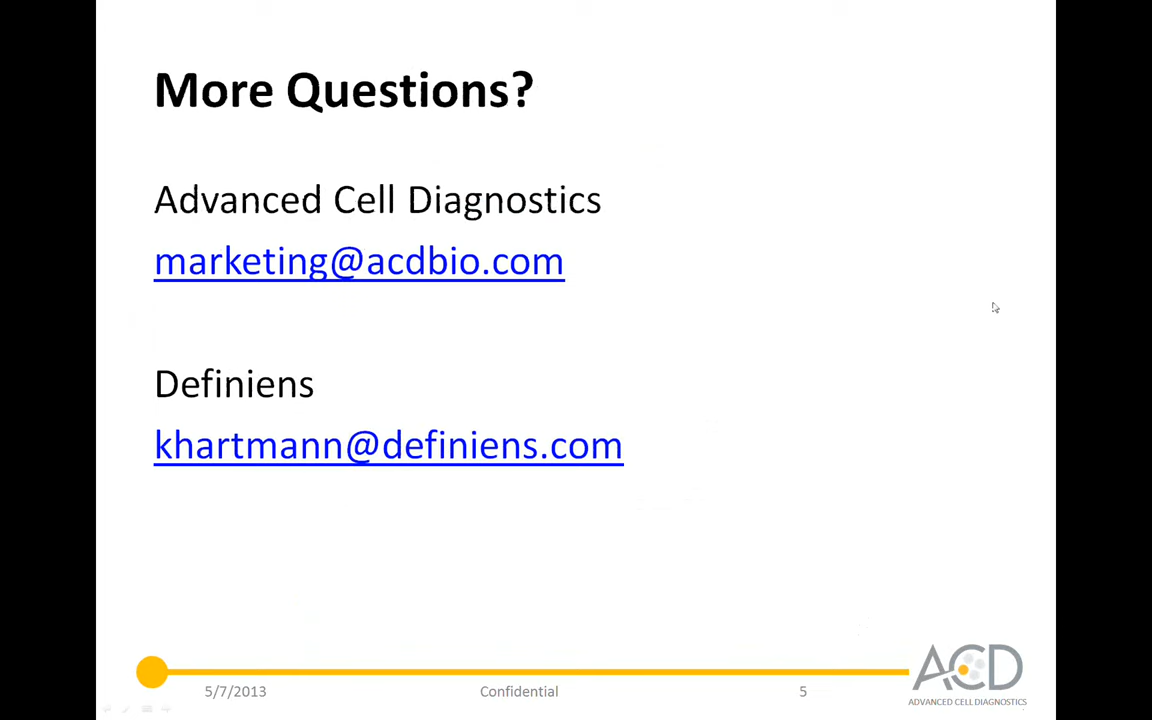 More Questions?
Advanced Cell Diagnostics
marketing@acdbio.com
Definiens
khartmann@definiens.com
5/7/2013 Confidential 5
ACD
ADVANCED CELL DIAGNOSTICS